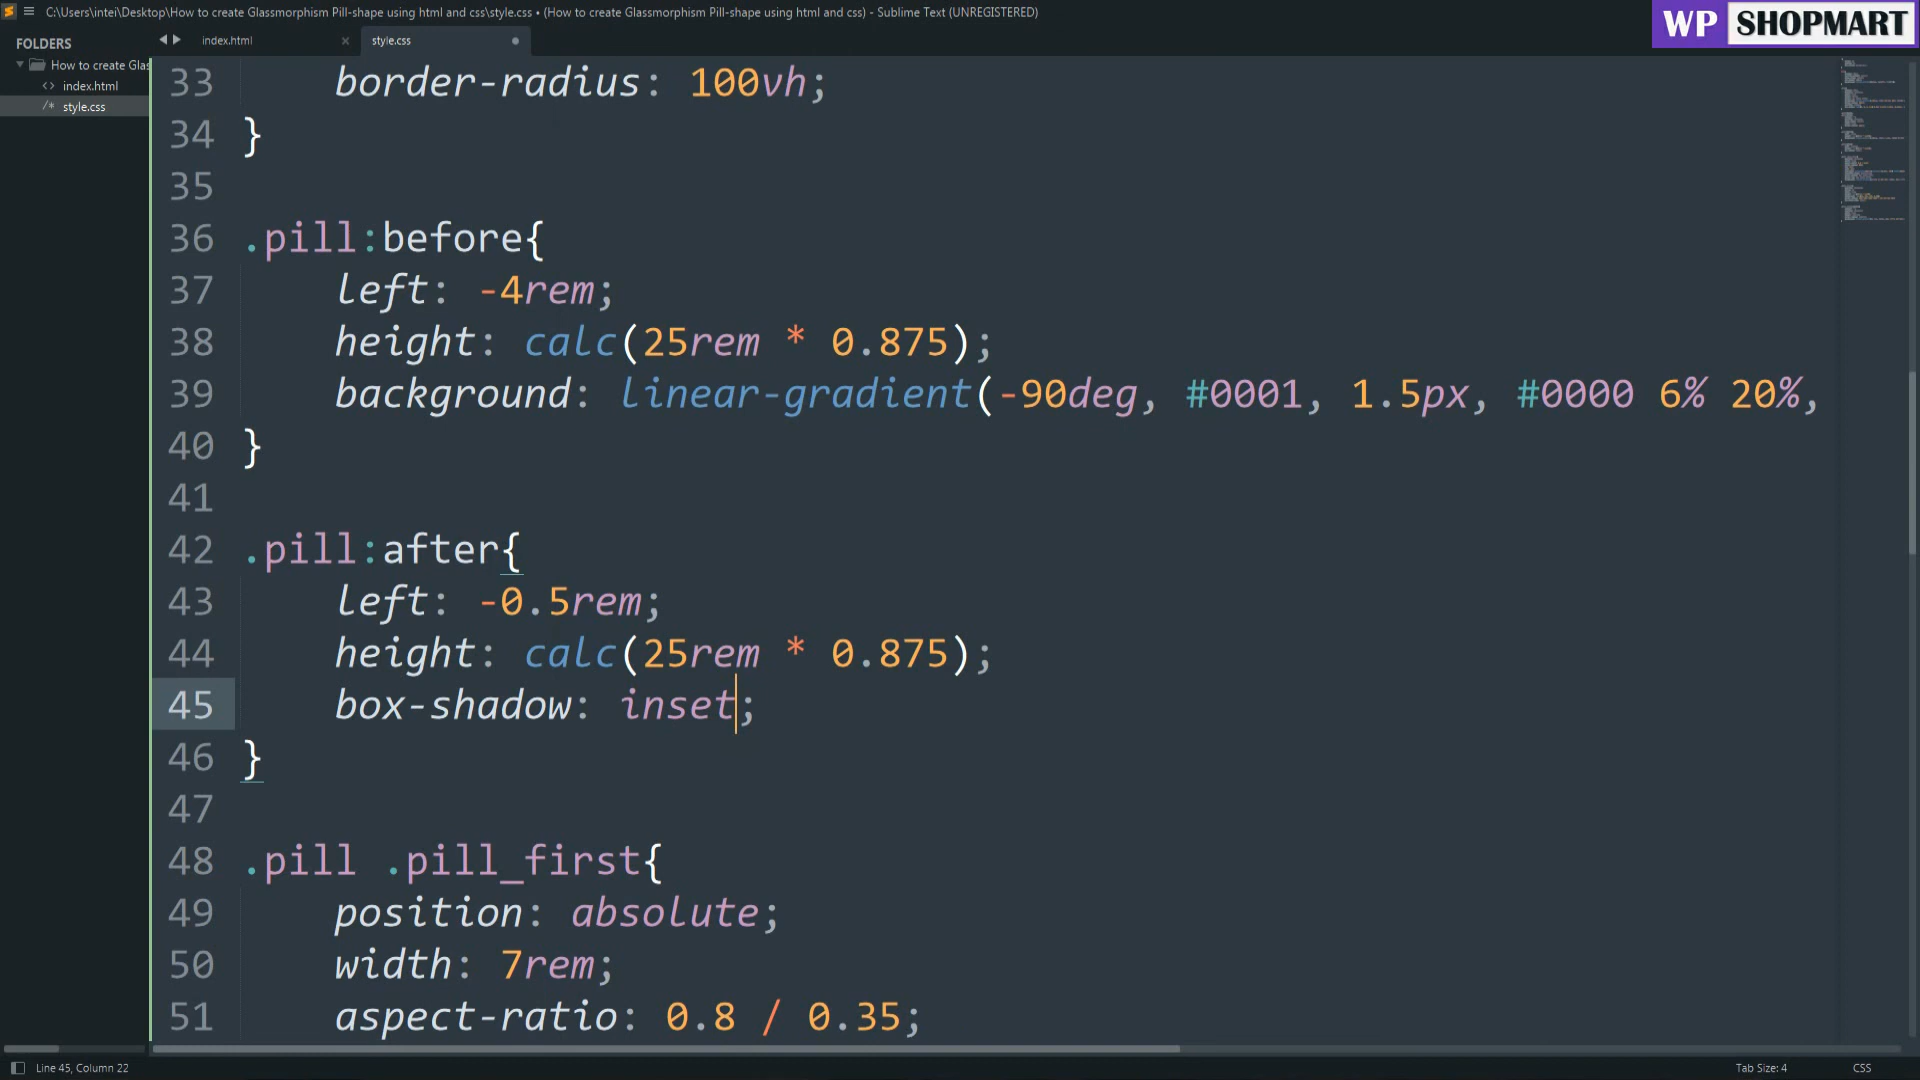 C:\Users\intei\Desktop\How to create Glassmorphism Pill-shape using html and css\style.css • (How to create Glassmorphism Pill-shape using html and css) - Sublime Text (UNREGISTERED)
WP SHOPMART
FOLDERS
How to create Glas
index.html
style.css
index.html
style.css
33 border-radius: 100vh;
34 }
35
36 .pill:before{
37 left: -4rem;
38 height: calc(25rem * 0.875);
39 background: linear-gradient(-90deg, #0001, 1.5px, #0000 6% 20%,
40 }
41
42 .pill:after{
43 left: -0.5rem;
44 height: calc(25rem * 0.875);
45 box-shadow: inset;
46 }
47
48 .pill .pill_first{
49 position: absolute;
50 width: 7rem;
51 aspect-ratio: 0.8 / 0.35;
Line 45, Column 22
Tab Size: 4
CSS